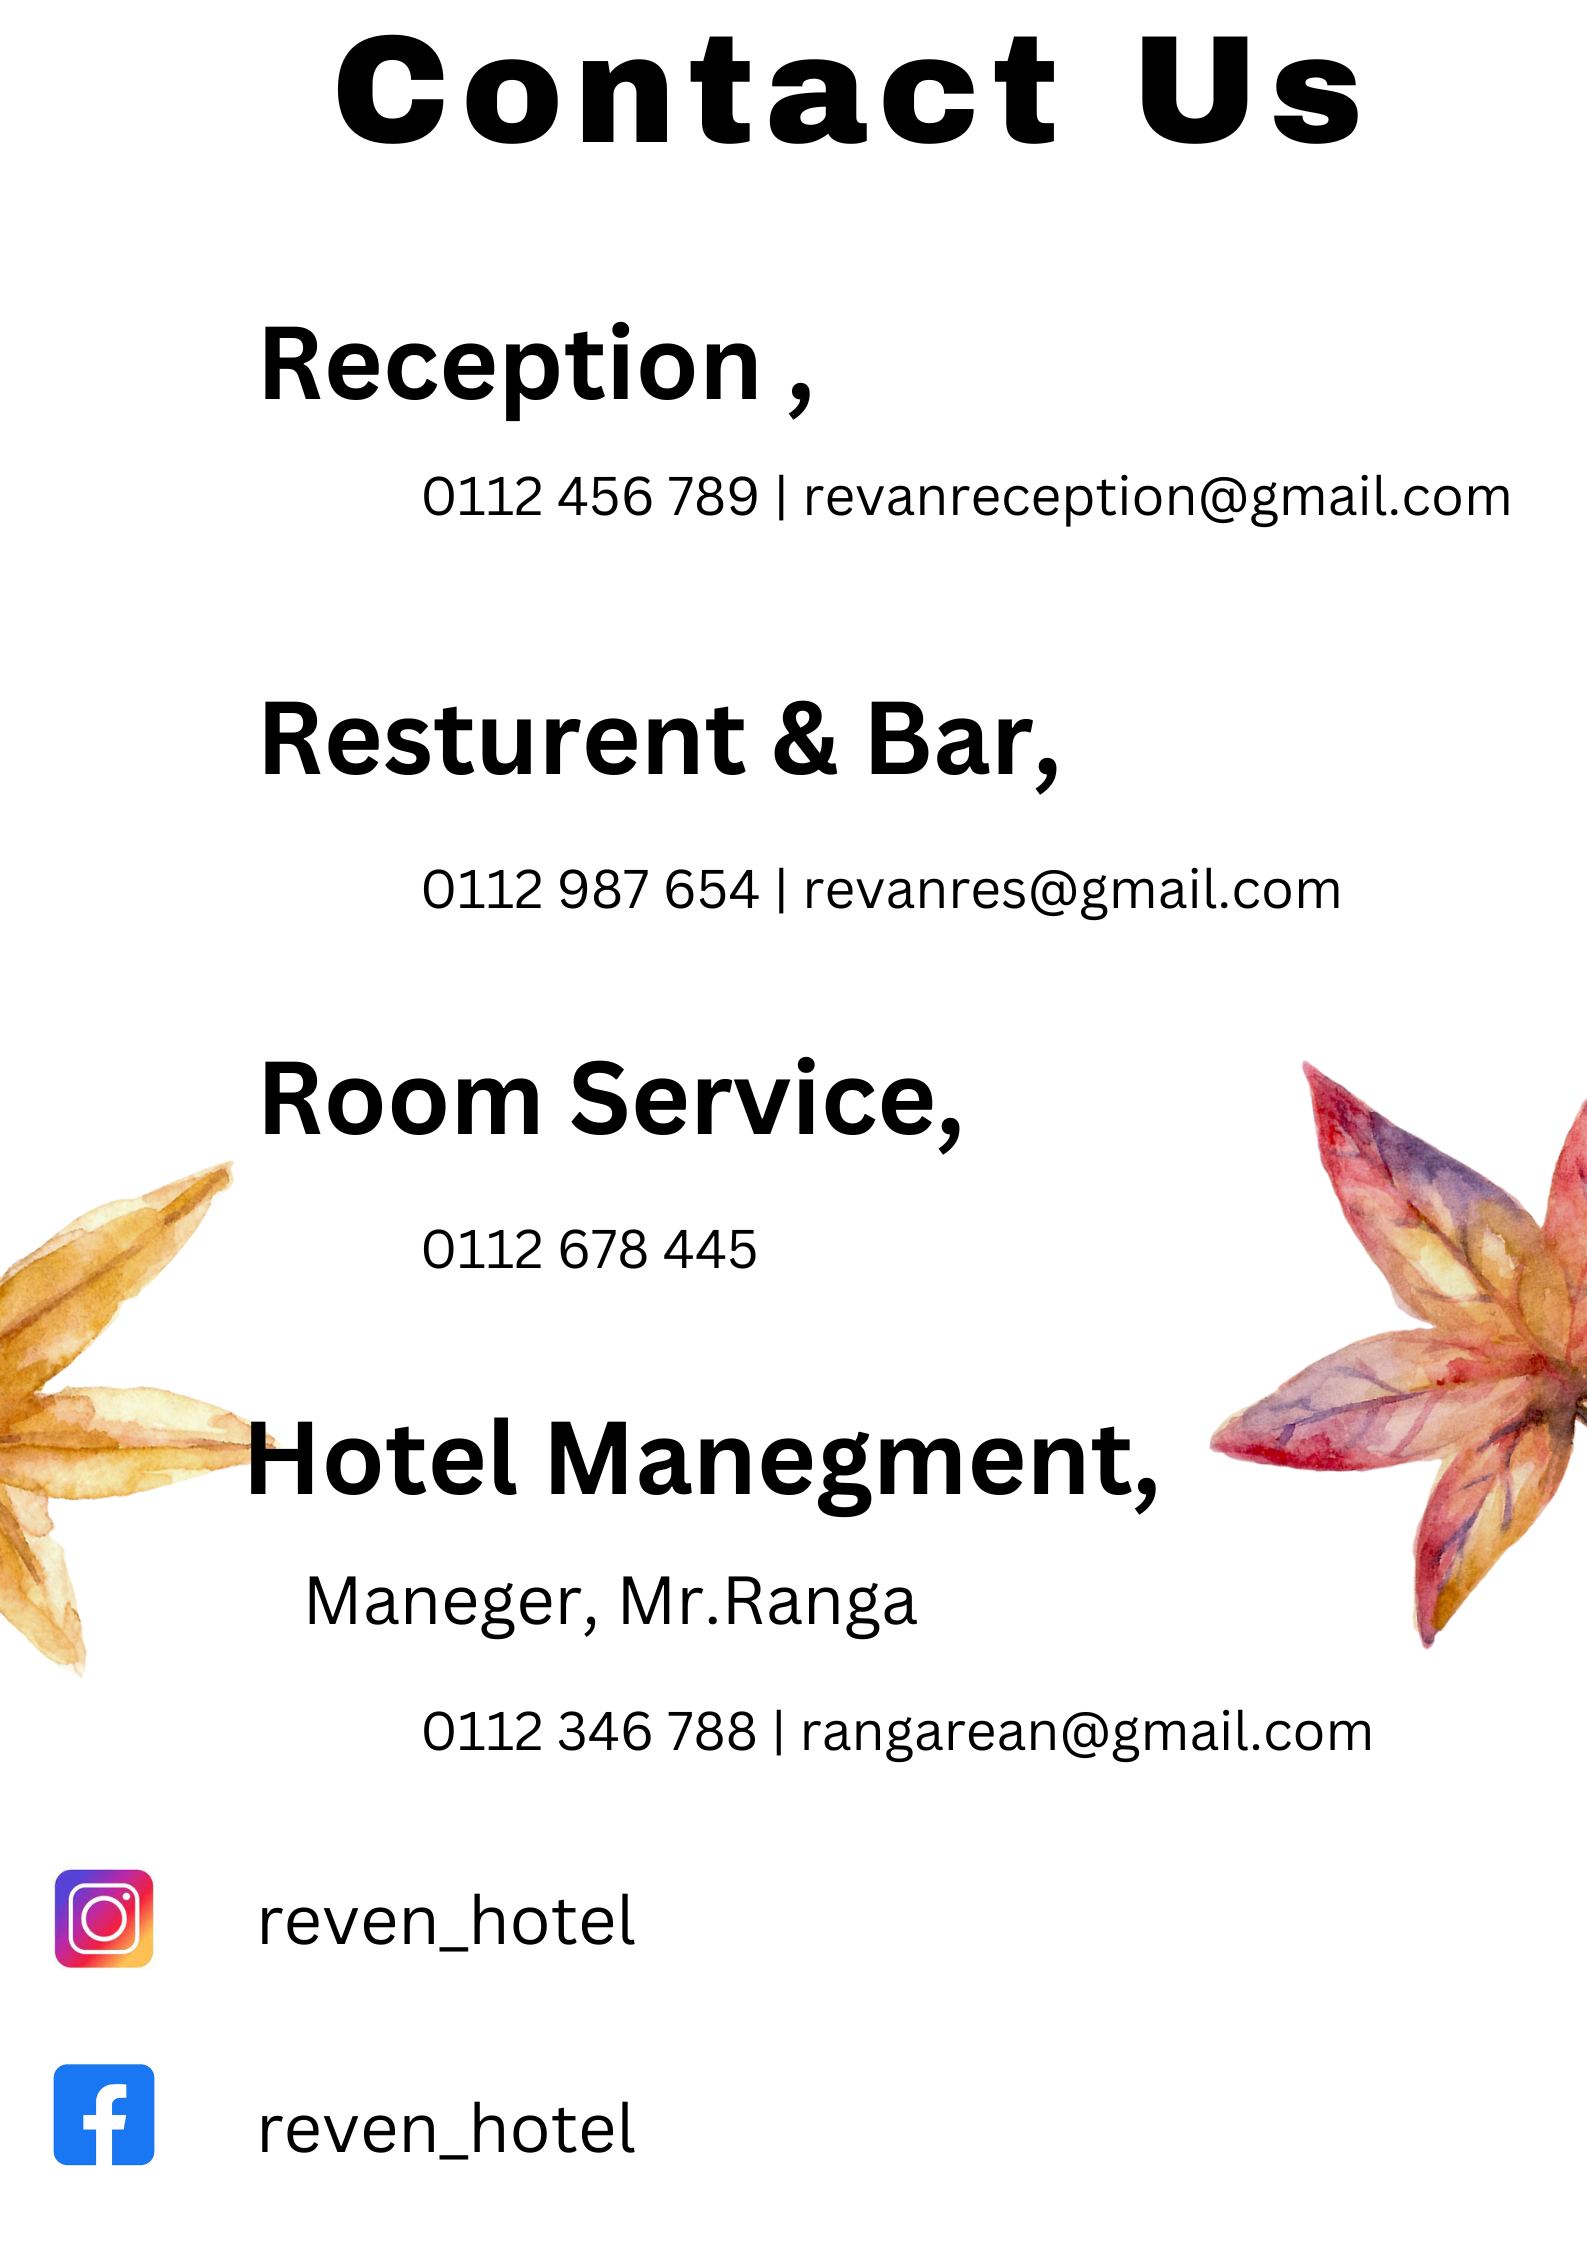 Contact Us
Reception ,
0112 456 789 | revanreception@gmail.com
Resturent & Bar,
0112 987 654 | revanres@gmail.com
Room Service,
0112 678 445
Hotel Manegment,
Maneger, Mr.Ranga
0112 346 788 | rangarean@gmail.com
reven_hotel
reven_hotel